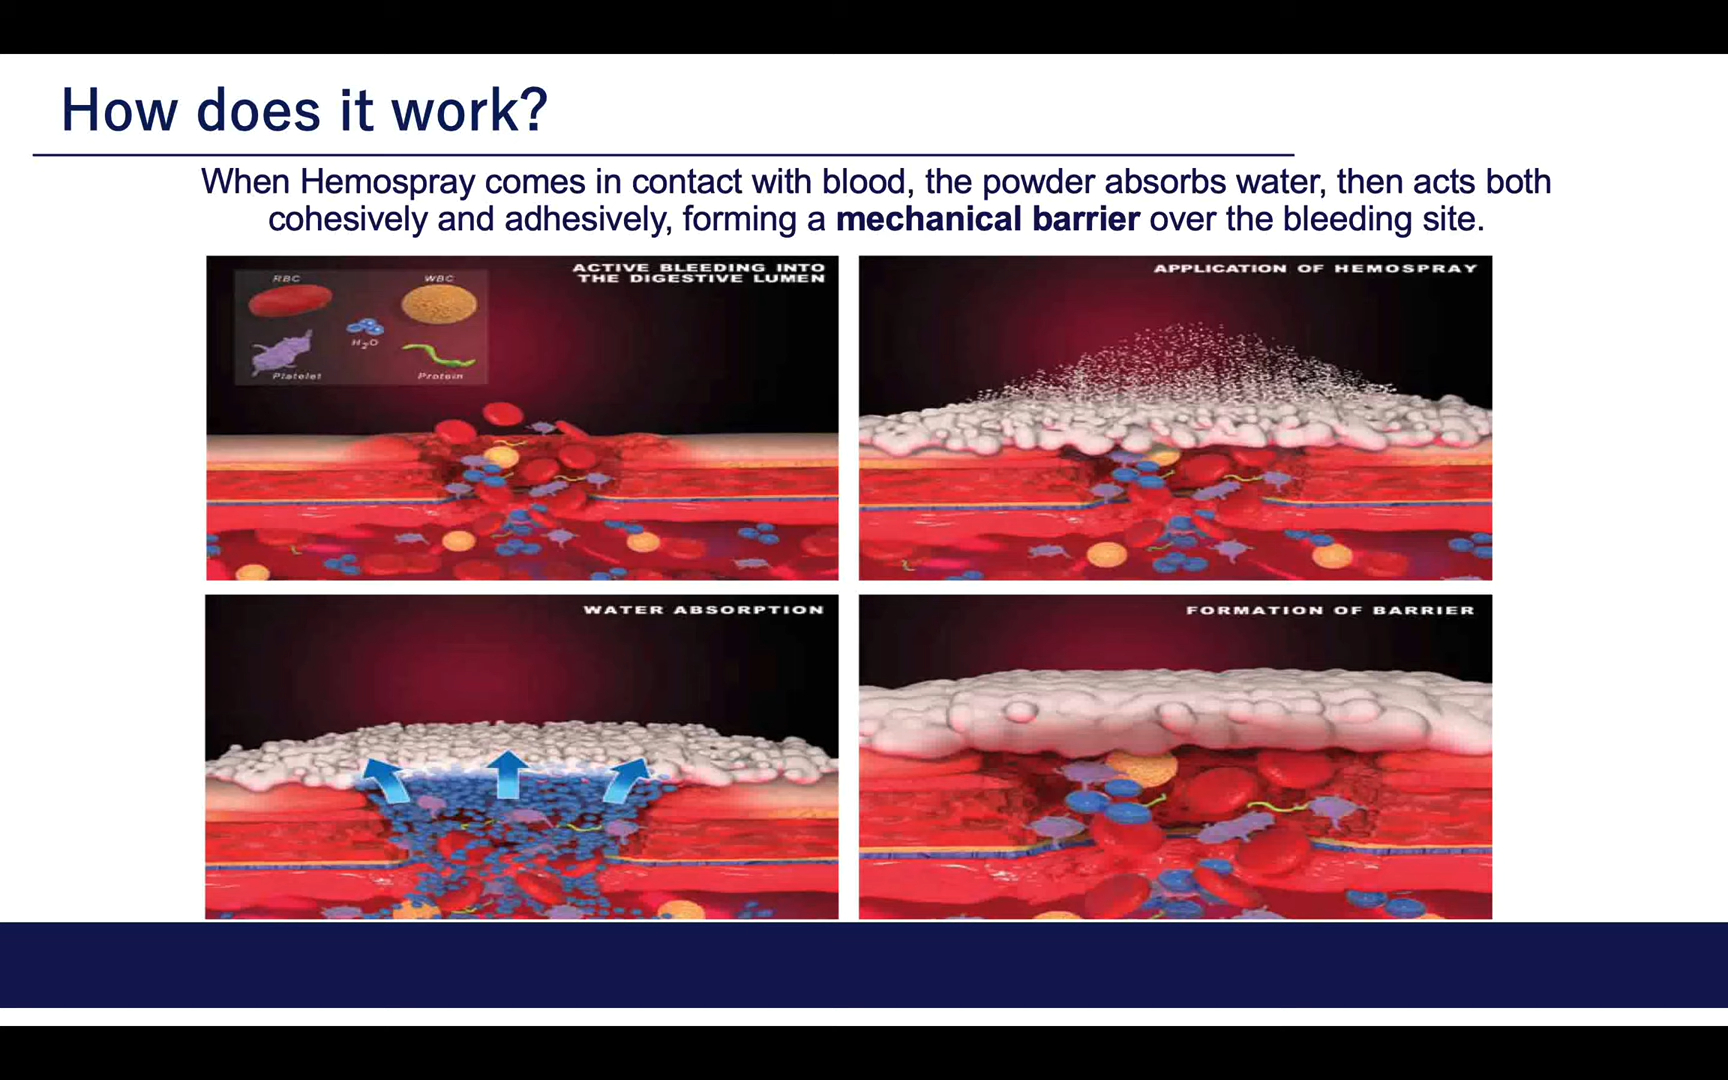 How does it work?
When Hemospray comes in contact with blood, the powder absorbs water, then acts both
cohesively and adhesively, forming a mechanical barrier over the bleeding site.
ACTIVE BLEEDING INTO
THE DIGESTIVE LUMEN
RBC
WBC
H2O
Platelet
Protein
APPLICATION OF HEMOSPRAY
WATER ABSORPTION
FORMATION OF BARRIER